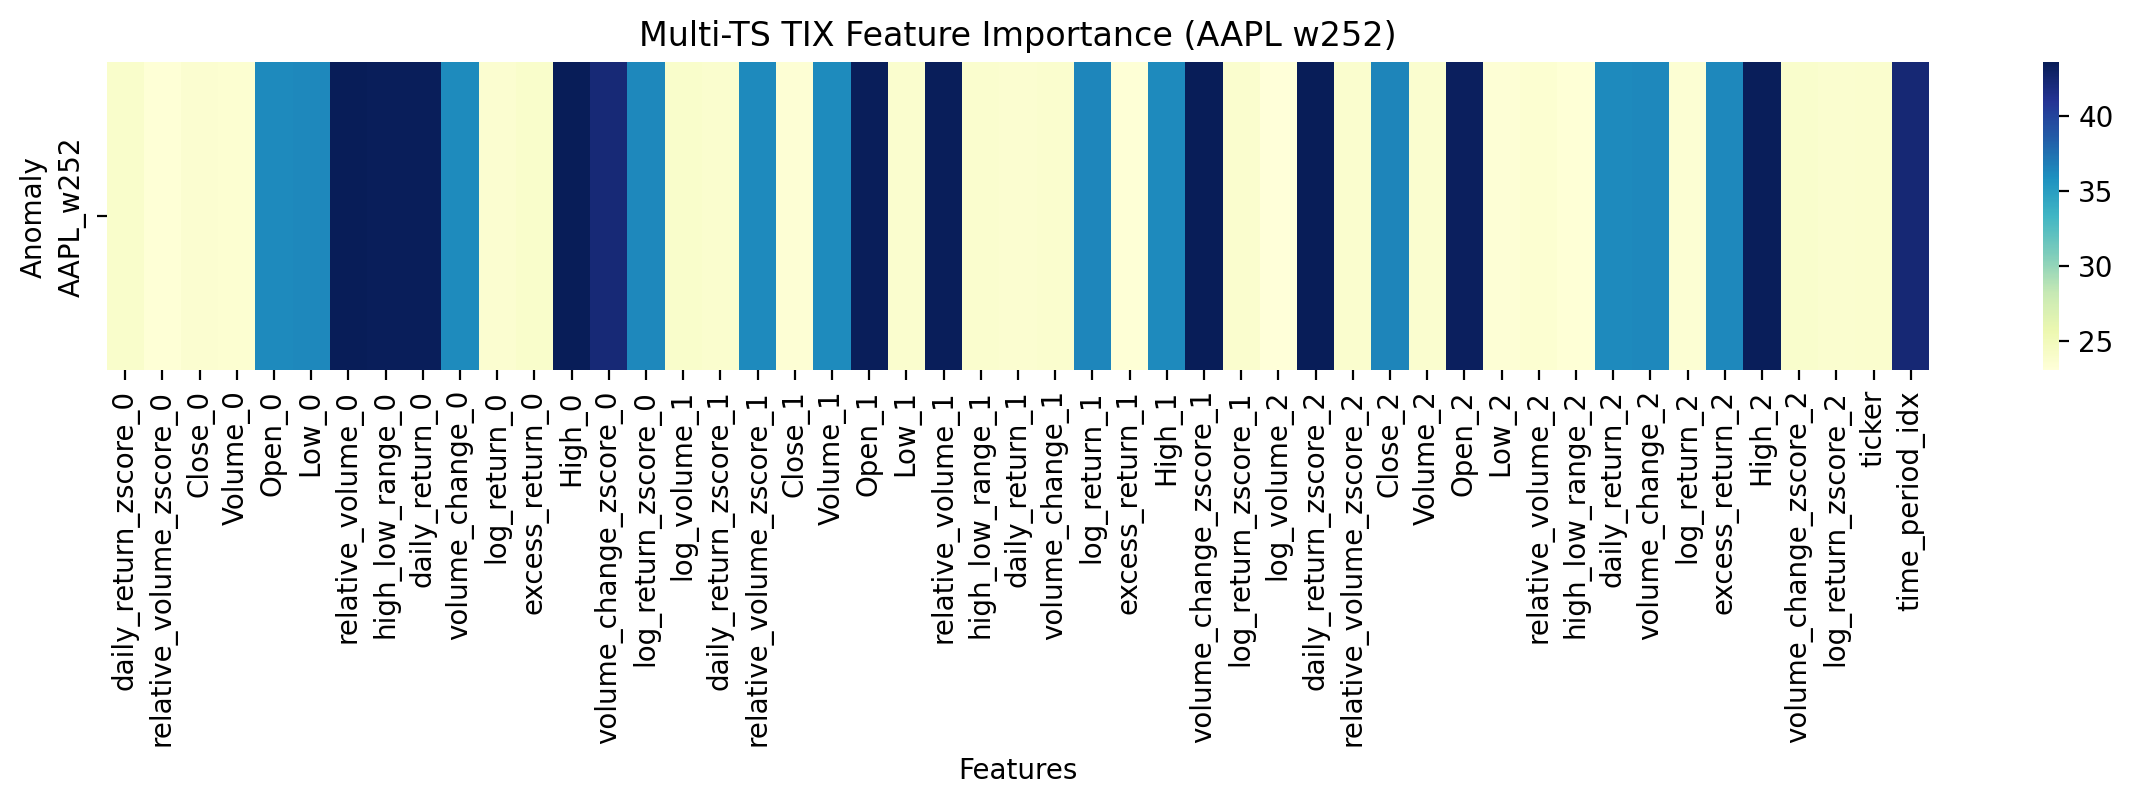 Multi-TS TIX Feature Importance (AAPL w252)
Anomaly
AAPL_w252
40
35
30
25
daily_return_zscore_0
relative_volume_zscore_0
Close_0
Volume_0
Open_0
Low_0
relative_volume_0
high_low_range_0
daily_return_0
volume_change_0
log_return_0
excess_return_0
High_0
volume_change_zscore_0
log_return_zscore_0
log_volume_1
daily_return_zscore_1
relative_volume_zscore_1
Close_1
Volume_1
Open_1
Low_1
relative_volume_1
high_low_range_1
daily_return_1
volume_change_1
log_return_1
excess_return_1
High_1
volume_change_zscore_1
log_return_zscore_1
log_volume_2
daily_return_zscore_2
relative_volume_zscore_2
Close_2
Volume_2
Open_2
Low_2
relative_volume_2
high_low_range_2
daily_return_2
volume_change_2
log_return_2
excess_return_2
High_2
volume_change_zscore_2
log_return_zscore_2
ticker
time_period_idx
Features